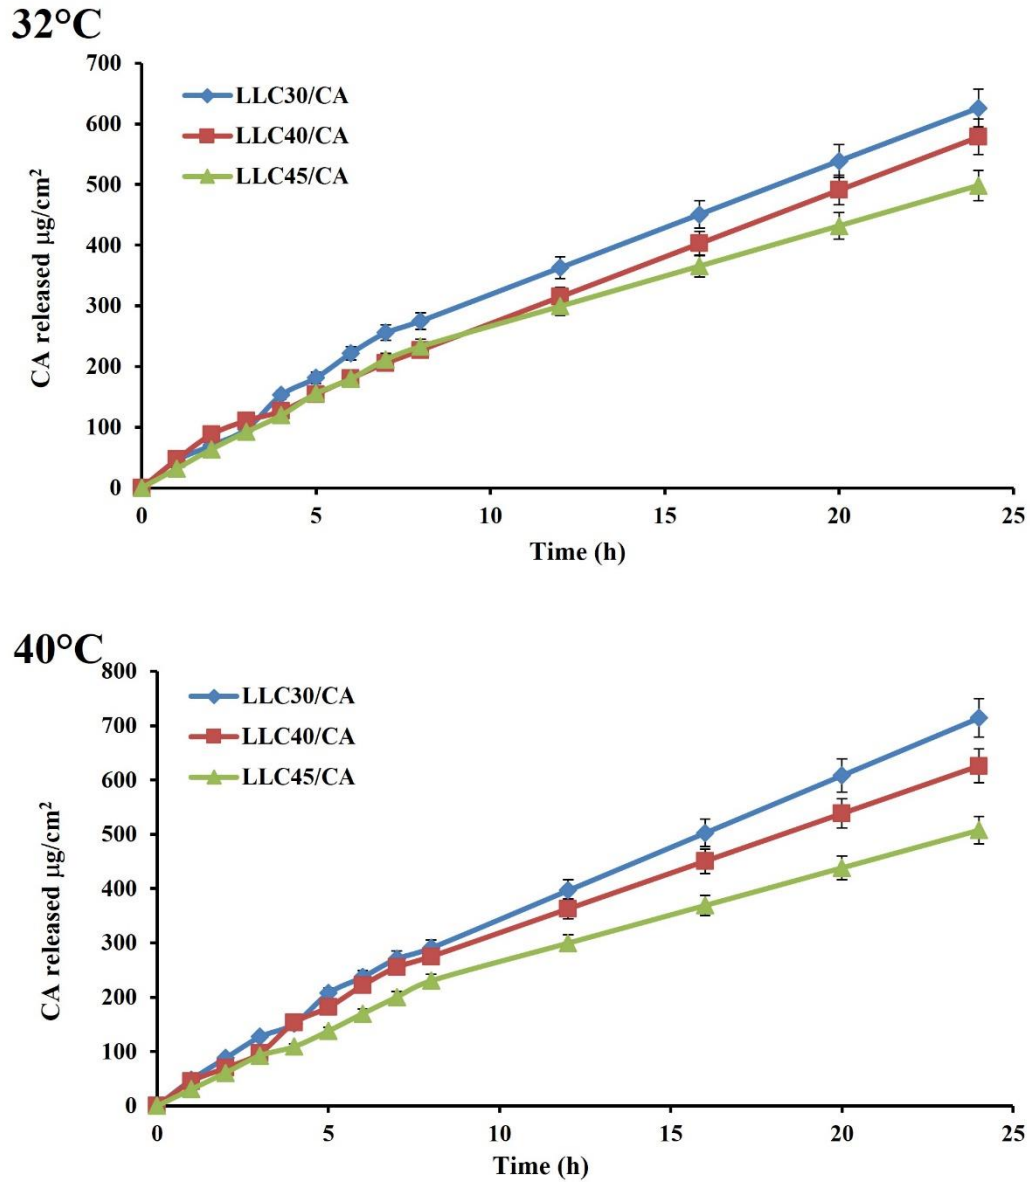 32°C
700
600
500
400
300
200
100
0
CA released µg/cm²
LLC30/CA
LLC40/CA
LLC45/CA
0 5 10 15 20 25
Time (h)
40°C
800
700
600
500
400
300
200
100
0
CA released µg/cm²
LLC30/CA
LLC40/CA
LLC45/CA
0 5 10 15 20 25
Time (h)